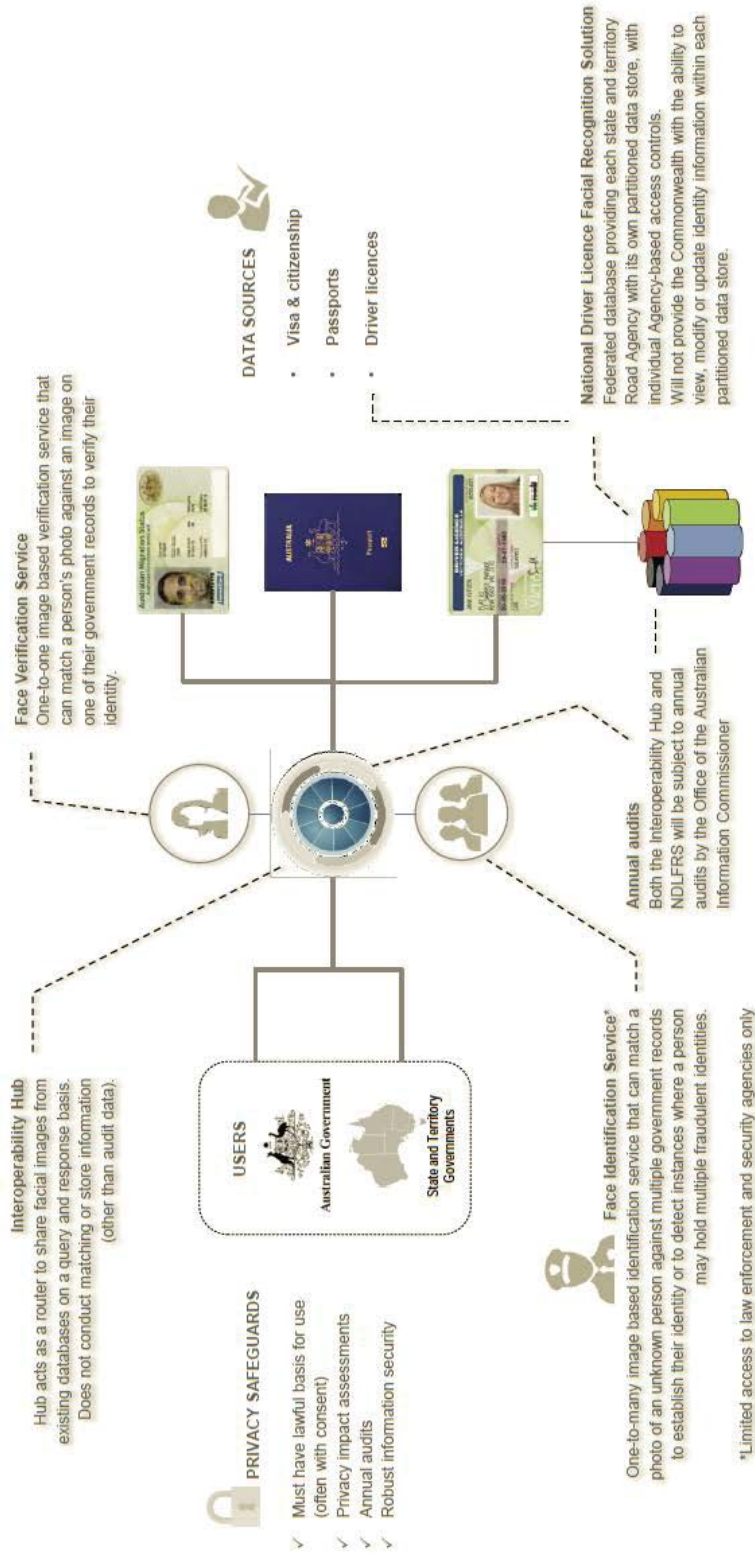 Interoperability Hub
Hub acts as a router to share facial images from
existing databases on a query and response basis.
Does not conduct matching or store information
(other than audit data).
Face Verification Service
One-to-one image based verification service that
can match a person's photo against an image on
one of their government records to verify their
identity.
PRIVACY SAFEGUARDS
✓ Must have lawful basis for use
(often with consent)
✓ Privacy impact assessments
✓ Annual audits
✓ Robust information security
USERS
Australian Government
State and Territory
Governments
Australian Migration Status
AUSTRALIA
Passport
DRIVER LICENCE
DATA SOURCES
• Visa & citizenship
• Passports
• Driver licences
Face Identification Service*
One-to-many image based identification service that can match a
photo of an unknown person against multiple government records
to establish their identity or to detect instances where a person
may hold multiple fraudulent identities.
*Limited access to law enforcement and security agencies only
Annual audits
Both the Interoperability Hub and
NDLFRS will be subject to annual
audits by the Office of the Australian
Information Commissioner
National Driver Licence Facial Recognition Solution
Federated database providing each state and territory
Road Agency with its own partitioned data store, with
individual Agency-based access controls.
Will not provide the Commonwealth with the ability to
view, modify or update identity information within each
partitioned data store.